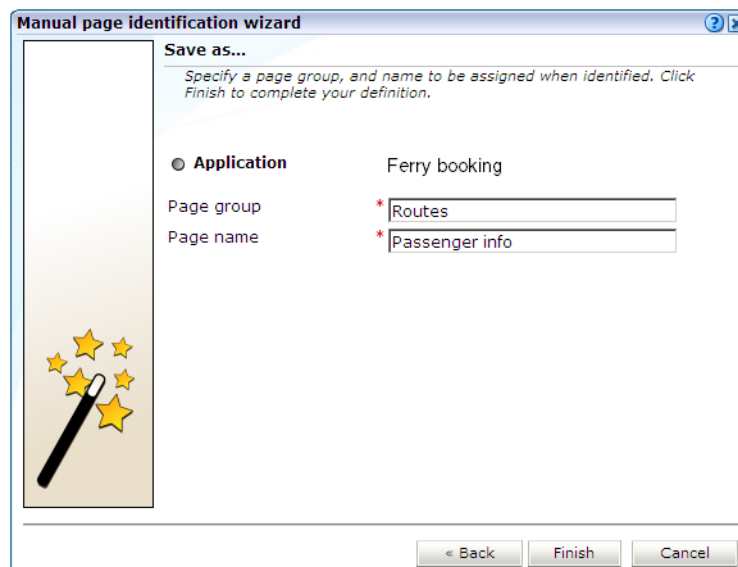 Manual page identification wizard
Save as...
Specify a page group, and name to be assigned when identified. Click
Finish to complete your definition.
Application Ferry booking
Page group * Routes
Page name * Passenger info
« Back Finish Cancel